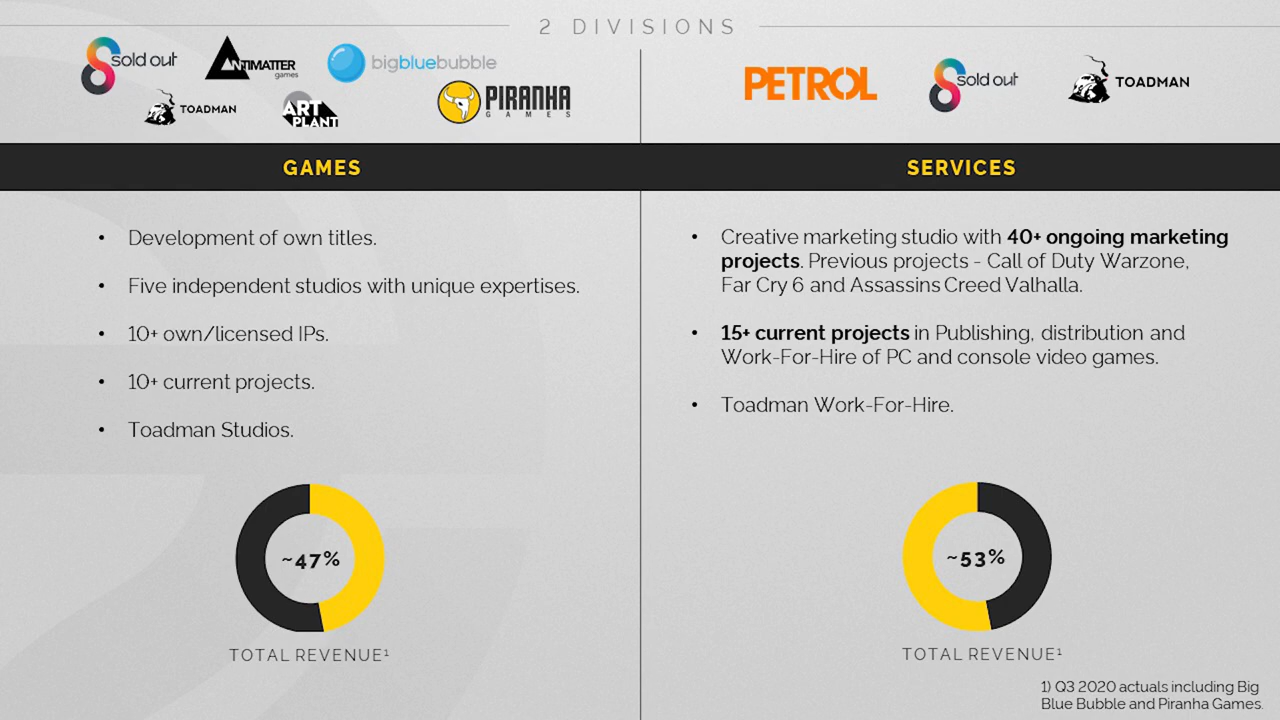 2 DIVISIONS
Sold out
ANTIMATTER
games
bigbluebubble
TOADMAN
ART
PLANT
PIRANHA
GAMES
PETROL
Sold out
TOADMAN
GAMES
SERVICES
• Development of own titles.
• Five independent studios with unique expertises.
• 10+ own/licensed IPs.
• 10+ current projects.
• Toadman Studios.
~47%
TOTAL REVENUE¹
• Creative marketing studio with 40+ ongoing marketing
projects. Previous projects - Call of Duty Warzone,
Far Cry 6 and Assassins Creed Valhalla.
• 15+ current projects in Publishing, distribution and
Work-For-Hire of PC and console video games.
• Toadman Work-For-Hire.
~53%
TOTAL REVENUE¹
1) Q3 2020 actuals including Big
Blue Bubble and Piranha Games.